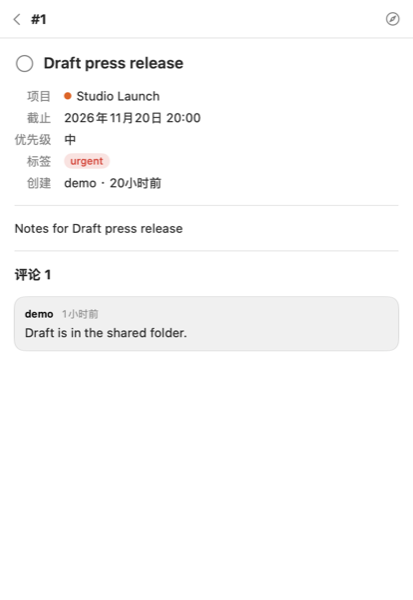 #1
Draft press release
项目 Studio Launch
截止 2026年11月20日 20:00
优先级 中
标签 urgent
创建 demo · 20小时前
Notes for Draft press release
评论 1
demo 1小时前
Draft is in the shared folder.